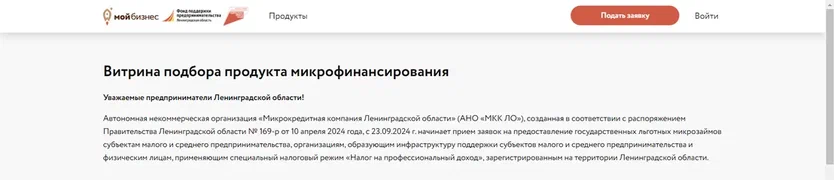 мойбизнес
Фонд поддержки
предпринимательства
Ленинградская область
Продукты
Подать заявку
Войти
Витрина подбора продукта микрофинансирования
Уважаемые предприниматели Ленинградской области!
Автономная некоммерческая организация «Микрокредитная компания Ленинградской области» (АНО «МКК ЛО»), созданная в соответствии с распоряжением
Правительства Ленинградской области № 169-р от 10 апреля 2024 года, с 23.09.2024 г. начинает прием заявок на предоставление государственных льготных микрозаймов
субъектам малого и среднего предпринимательства, организациям, образующим инфраструктуру поддержки субъектов малого и среднего предпринимательства и
физическим лицам, применяющим специальный налоговый режим «Налог на профессиональный доход», зарегистрированным на территории Ленинградской области.